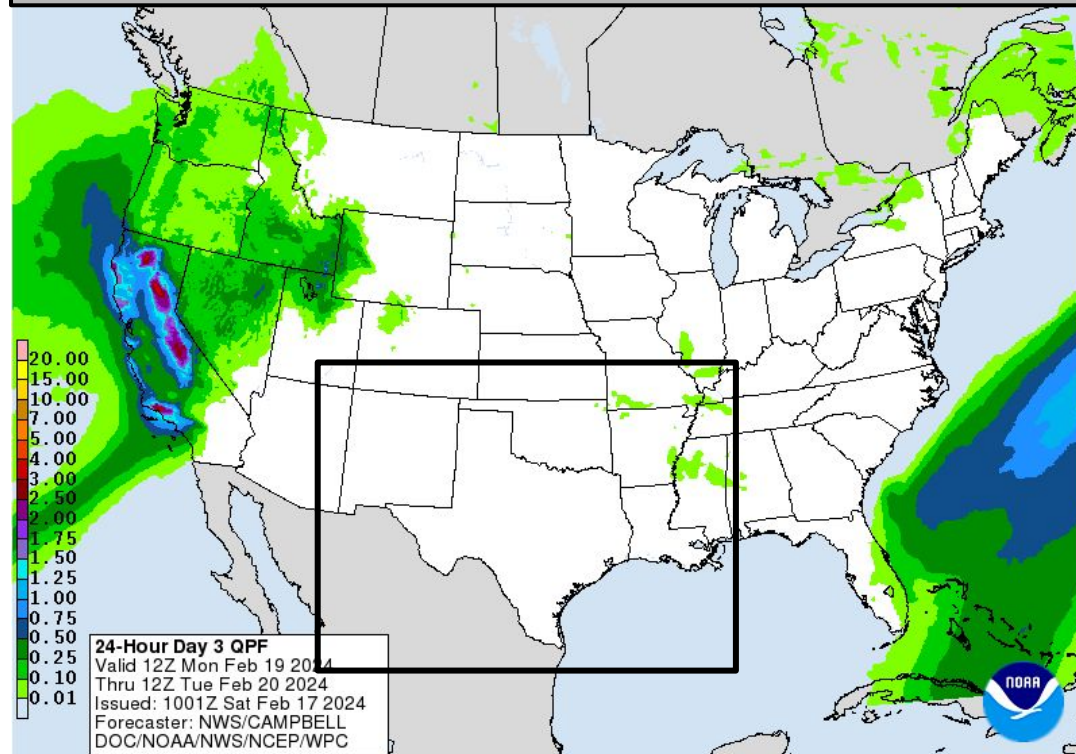 20.00
15.00
10.00
7.00
5.00
4.00
3.00
2.50
2.00
1.75
1.50
1.25
1.00
0.75
0.50
0.25
0.10
0.01
24-Hour Day 3 QPF
Valid 12Z Mon Feb 19 2024
Thru 12Z Tue Feb 20 2024
Issued: 1001Z Sat Feb 17 2024
Forecaster: NWS/CAMPBELL
DOC/NOAA/NWS/NCEP/WPC
NOAA